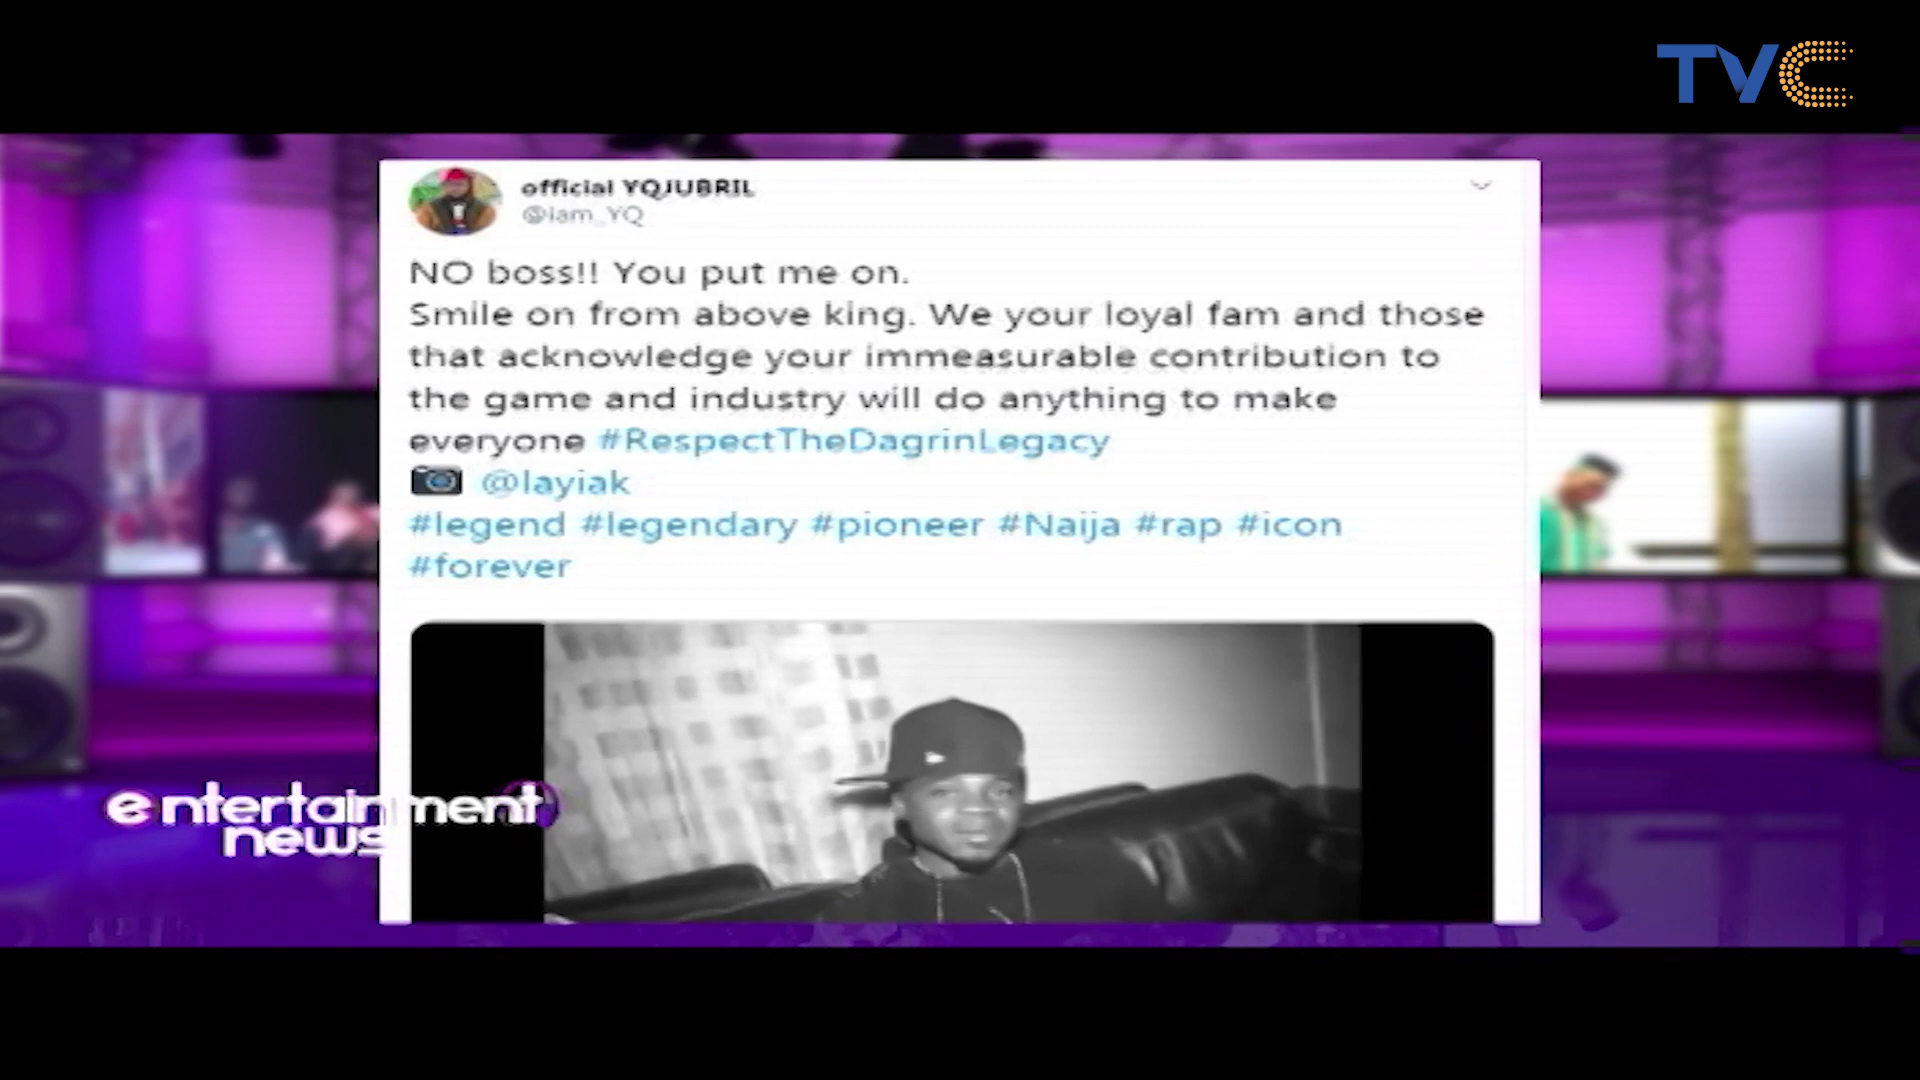 TVC
official YQJUBRIL
@iam_YQ
NO boss!! You put me on.
Smile on from above king. We your loyal fam and those
that acknowledge your immeasurable contribution to
the game and industry will do anything to make
everyone #RespectTheDagrinLegacy
@layiak
#legend #legendary #pioneer #Naija #rap #icon
#forever
entertainment
news